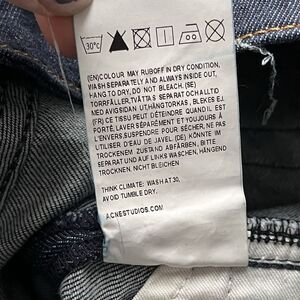 30°C
(EN)COLOUR MAY RUBOFF IN DRY CONDITION,
WASH SEPARATELY AND ALWAYS INSIDE OUT,
HANG TO DRY, DO NOT BLEACH. (SE)
TORRFÄLLER,TVÄTTAS SEPARAT OCH ALLTID
NED AVIGSIDAN UT,HÄNGTORKAS , BLEKES EJ.
(FR) CE TISSU PEUT DÉTEINDRE QUAND IL EST
PORTÉ, LAVER SÉPARÉMENT ET TOUJOURS À
L'ENVERS,SUSPENDRE POUR SÉCHER, NE PAS
UTILISER D'EAU DE JAVEL. (DE) KÖNNTE IM
TROCKENEM ZUSTAND ABFÄRBEN, BITTE
SEPARAT UND AUF LINKS WASCHEN, HÄNGEND
TROCKNEN, NICHT BLEICHEN.
THINK CLIMATE: WASH AT 30,
AVOID TUMBLE DRY.
ACNESTUDIOS.COM